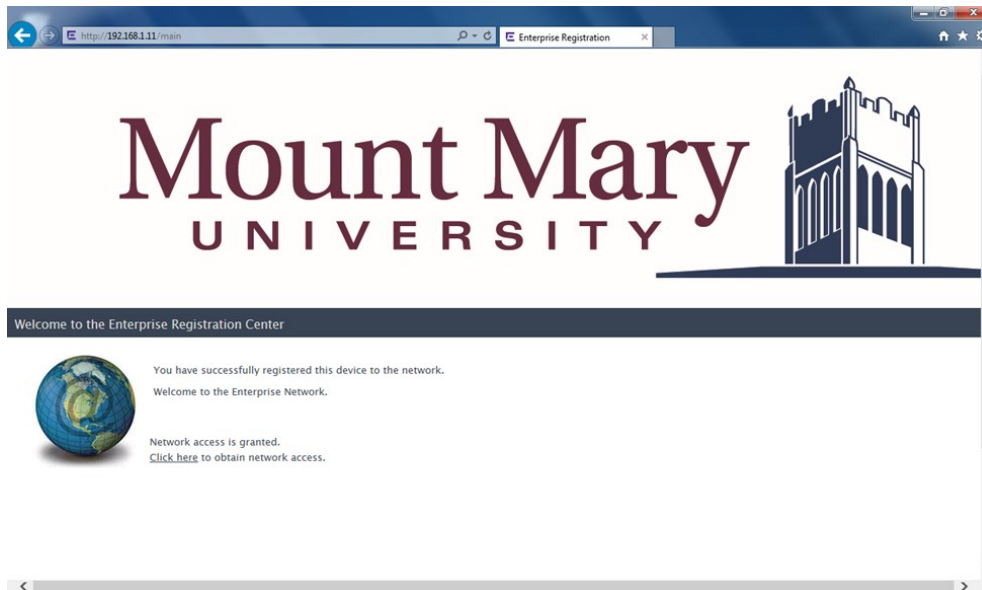 http://192.168.1.11/main
Enterprise Registration
Mount Mary
UNIVERSITY
Welcome to the Enterprise Registration Center
You have successfully registered this device to the network.
Welcome to the Enterprise Network.
Network access is granted.
Click here to obtain network access.